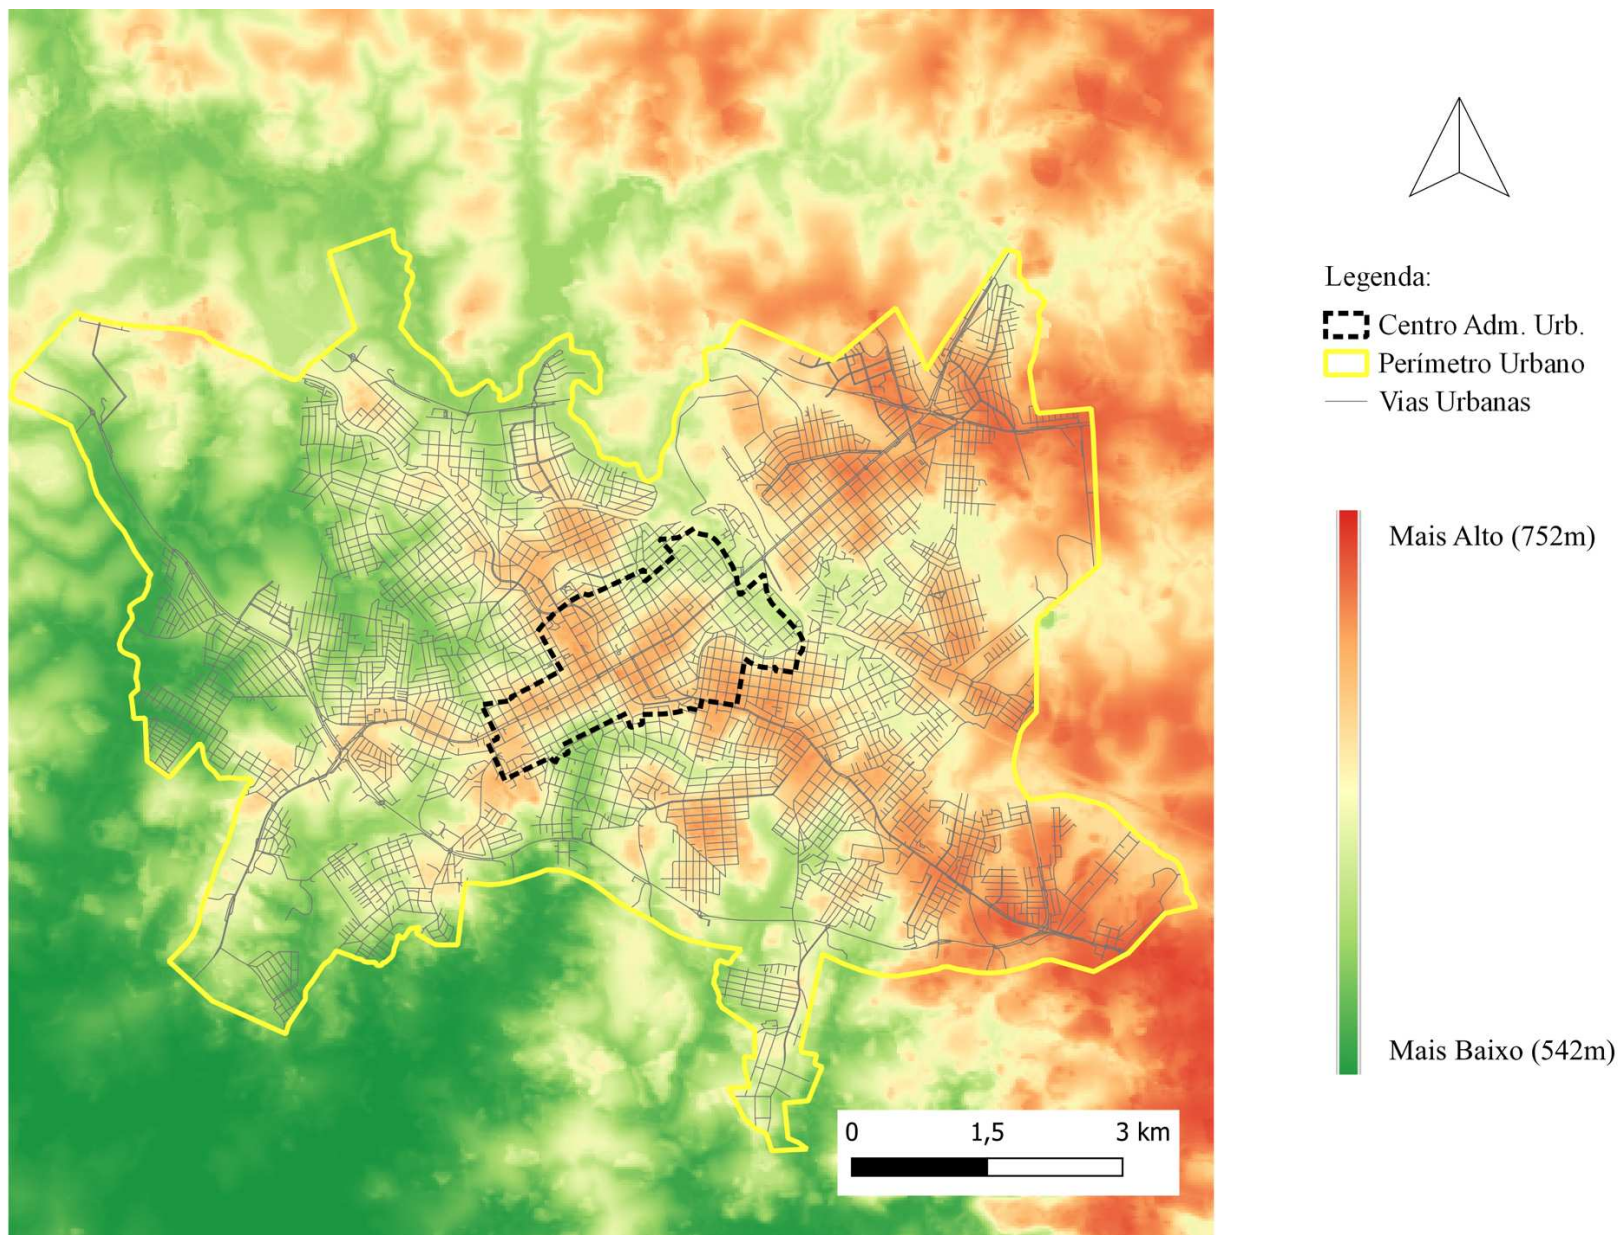 Legenda:
Centro Adm. Urb.
Perímetro Urbano
Vias Urbanas
Mais Alto (752m)
Mais Baixo (542m)
0 1,5 3 km